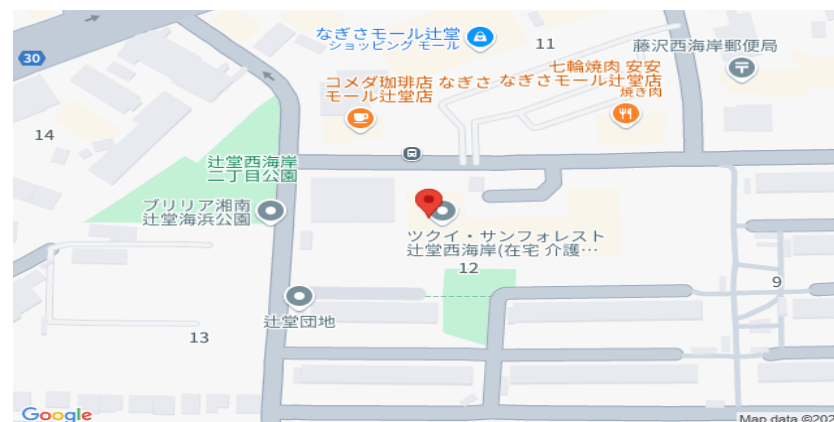 なぎさモール辻堂
ショッピング モール
11
藤沢西海岸郵便局
30
七輪焼肉 安安
なぎさモール辻堂店
焼き肉
コメダ珈琲店 なぎさ
モール辻堂店
14
辻堂西海岸
二丁目公園
ブリリア湘南
辻堂海浜公園
ツクイ・サンフォレスト
辻堂西海岸(在宅 介護…
12
9
辻堂団地
13
Google
Map data ©202